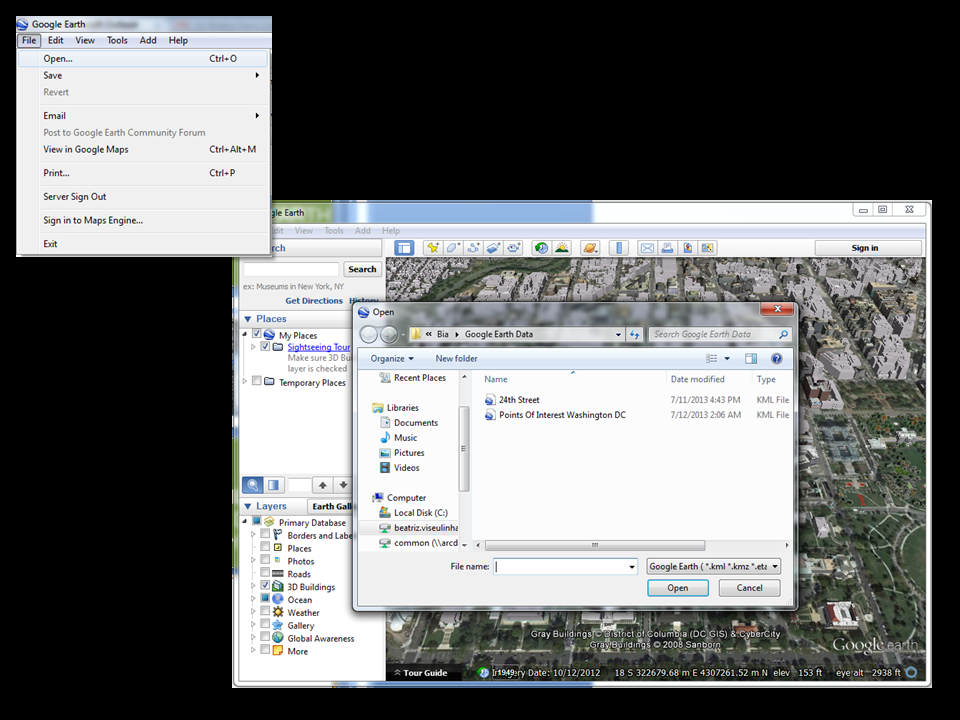 Google Earth
File Edit View Tools Add Help
Open... Ctrl+O
Save
Revert
Email
Post to Google Earth Community Forum
View in Google Maps Ctrl+Alt+M
Print... Ctrl+P
Server Sign Out
Sign in to Maps Engine...
Exit
gle Earth
dit View Tools Add Help
rch
Sign in
Search
ex: Museums in New York, NY
Get Directions History
Places
My Places
Sightseeing Tour
Make sure 3D Bui
layer is checked
Temporary Places
Open
« Bia Google Earth Data
Search Google Earth Data
Organize New folder
Recent Places
Libraries
Documents
Music
Pictures
Videos
Computer
Local Disk (C:)
beatriz.viseulinha
common (\\arcd
Name Date modified Type
24th Street 7/11/2013 4:43 PM KML File
Points Of Interest Washington DC 7/12/2013 2:06 AM KML File
File name: Google Earth ( *.kml *.kmz *.eta
Open Cancel
Layers Earth Gall
Primary Database
Borders and Labe
Places
Photos
Roads
3D Buildings
Ocean
Weather
Gallery
Global Awareness
More
Gray Buildings © District of Columbia (DC GIS) & CyberCity
Gray Buildings © 2008 Sanborn
Google earth
Tour Guide 1949 Imagery Date: 10/12/2012 18 S 322679.68 m E 4307261.52 m N elev 153 ft eye alt 2938 ft